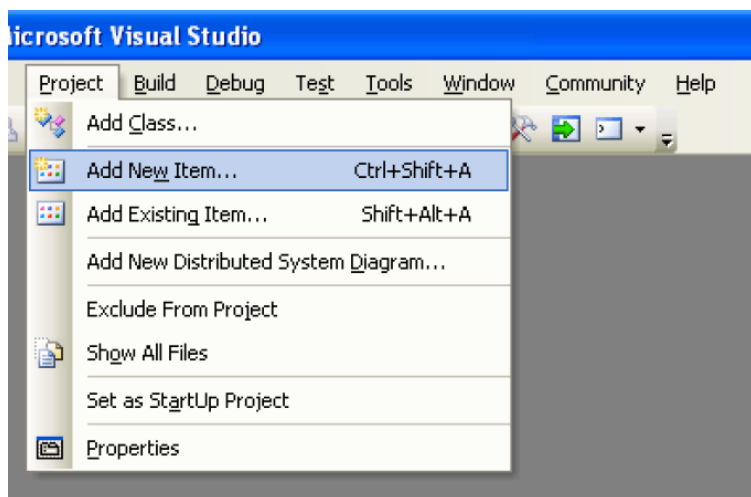 Microsoft Visual Studio
Project Build Debug Test Tools Window Community Help
Add Class...
Add New Item... Ctrl+Shift+A
Add Existing Item... Shift+Alt+A
Add New Distributed System Diagram...
Exclude From Project
Show All Files
Set as StartUp Project
Properties